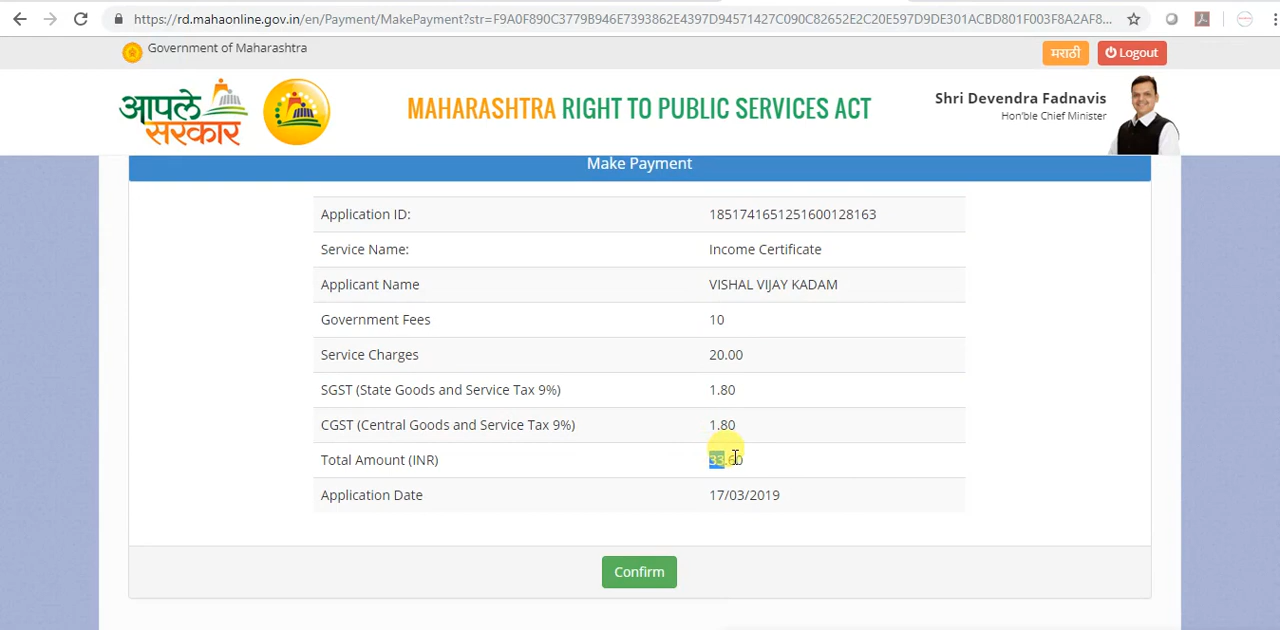 https://rd.mahaonline.gov.in/en/Payment/MakePayment?str=F9A0F890C3779B946E7393862E4397D94571427C090C82652E2C20E597D9DE301ACBD801F003F8A2AF8...
Government of Maharashtra
मराठी
Logout
आपले
सरकार
MAHARASHTRA RIGHT TO PUBLIC SERVICES ACT
Shri Devendra Fadnavis
Hon'ble Chief Minister
Make Payment
Application ID: 1851741651251600128163
Service Name: Income Certificate
Applicant Name VISHAL VIJAY KADAM
Government Fees 10
Service Charges 20.00
SGST (State Goods and Service Tax 9%) 1.80
CGST (Central Goods and Service Tax 9%) 1.80
Total Amount (INR) 33.60
Application Date 17/03/2019
Confirm